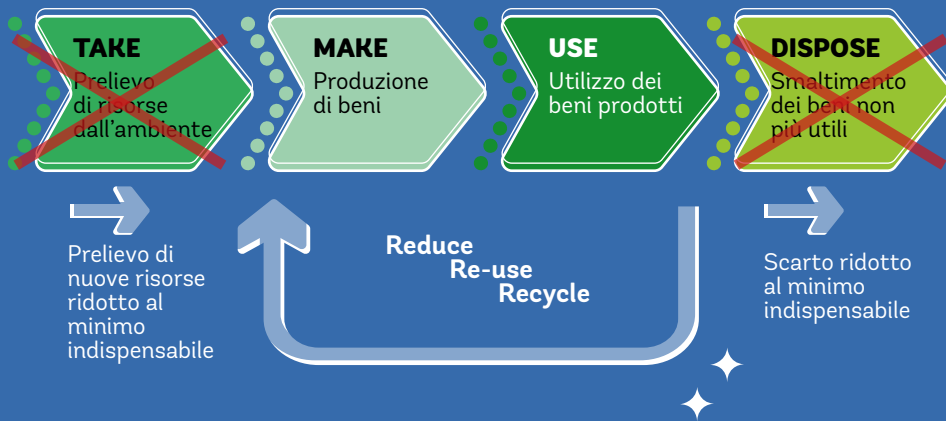 TAKE
Prelievo
di risorse
dall'ambiente
MAKE
Produzione
di beni
USE
Utilizzo dei
beni prodotti
DISPOSE
Smaltimento
dei beni non
più utili
Prelievo di
nuove risorse
ridotto al
minimo
indispensabile
Reduce
Re-use
Recycle
Scarto ridotto
al minimo
indispensabile